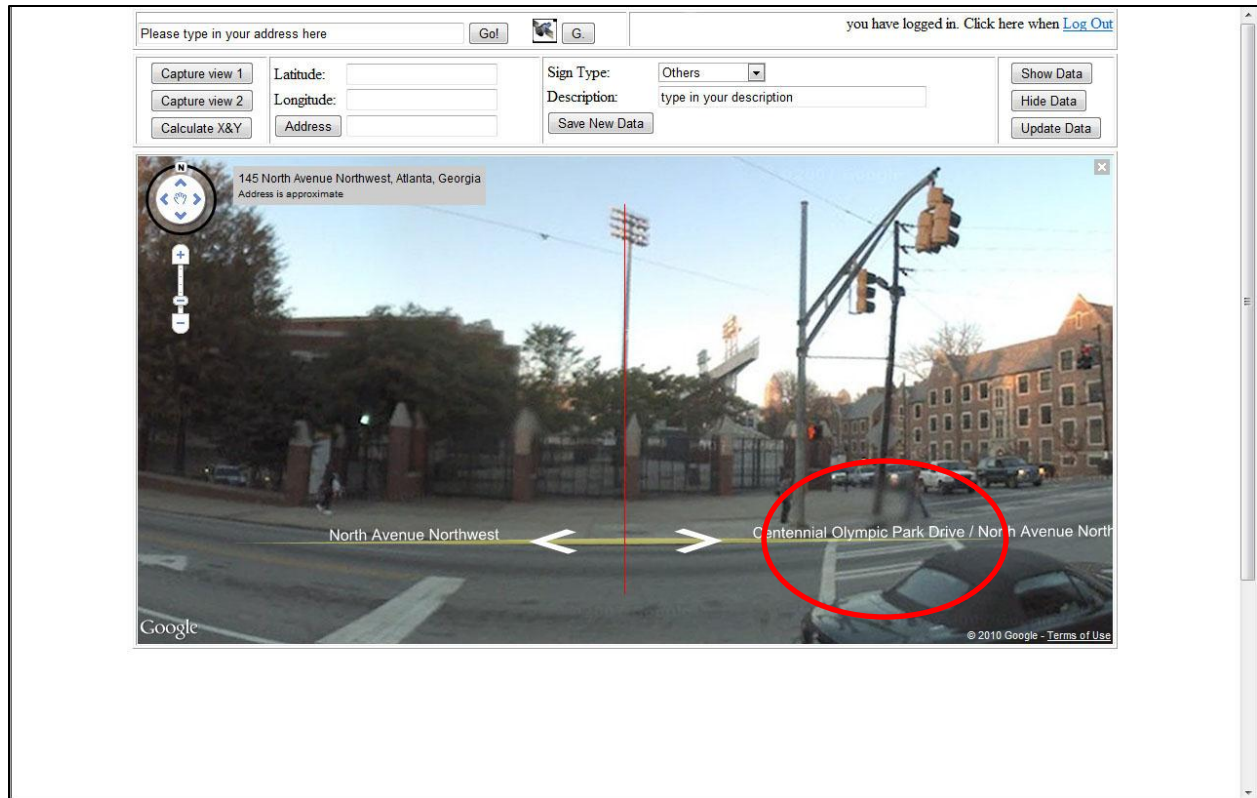 Please type in your address here
Go!
G.
you have logged in. Click here when Log Out
Capture view 1
Latitude:
Sign Type:
Others
Show Data
Capture view 2
Longitude:
Description:
type in your description
Hide Data
Calculate X&Y
Address
Save New Data
Update Data
N
145 North Avenue Northwest, Atlanta, Georgia
Address is approximate
North Avenue Northwest
Centennial Olympic Park Drive / North Avenue North
Google
© 2010 Google - Terms of Use